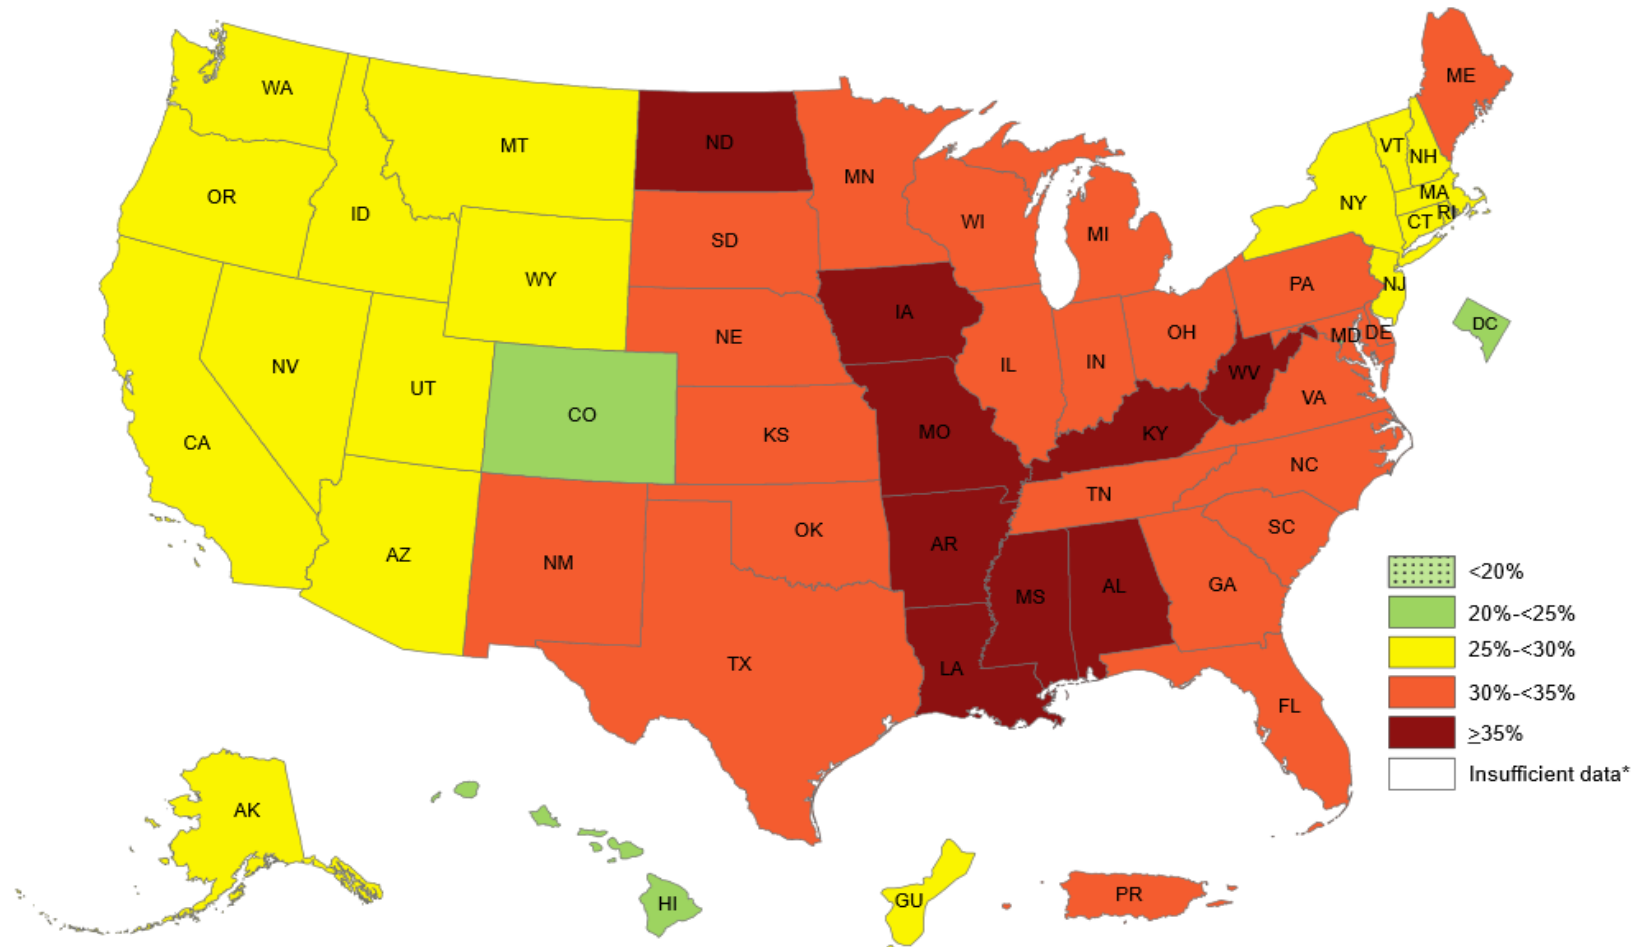 WA
MT
ND
MN
ME
OR
ID
WY
SD
WI
MI
NY
VT
NH
MA
CT
RI
NV
UT
CO
NE
IA
IL
IN
OH
PA
NJ
MD
DE
DC
CA
AZ
NM
KS
MO
KY
WV
VA
OK
AR
TN
NC
TX
LA
MS
AL
GA
SC
FL
AK
HI
GU
PR
<20%
20%-<25%
25%-<30%
30%-<35%
≥35%
Insufficient data*